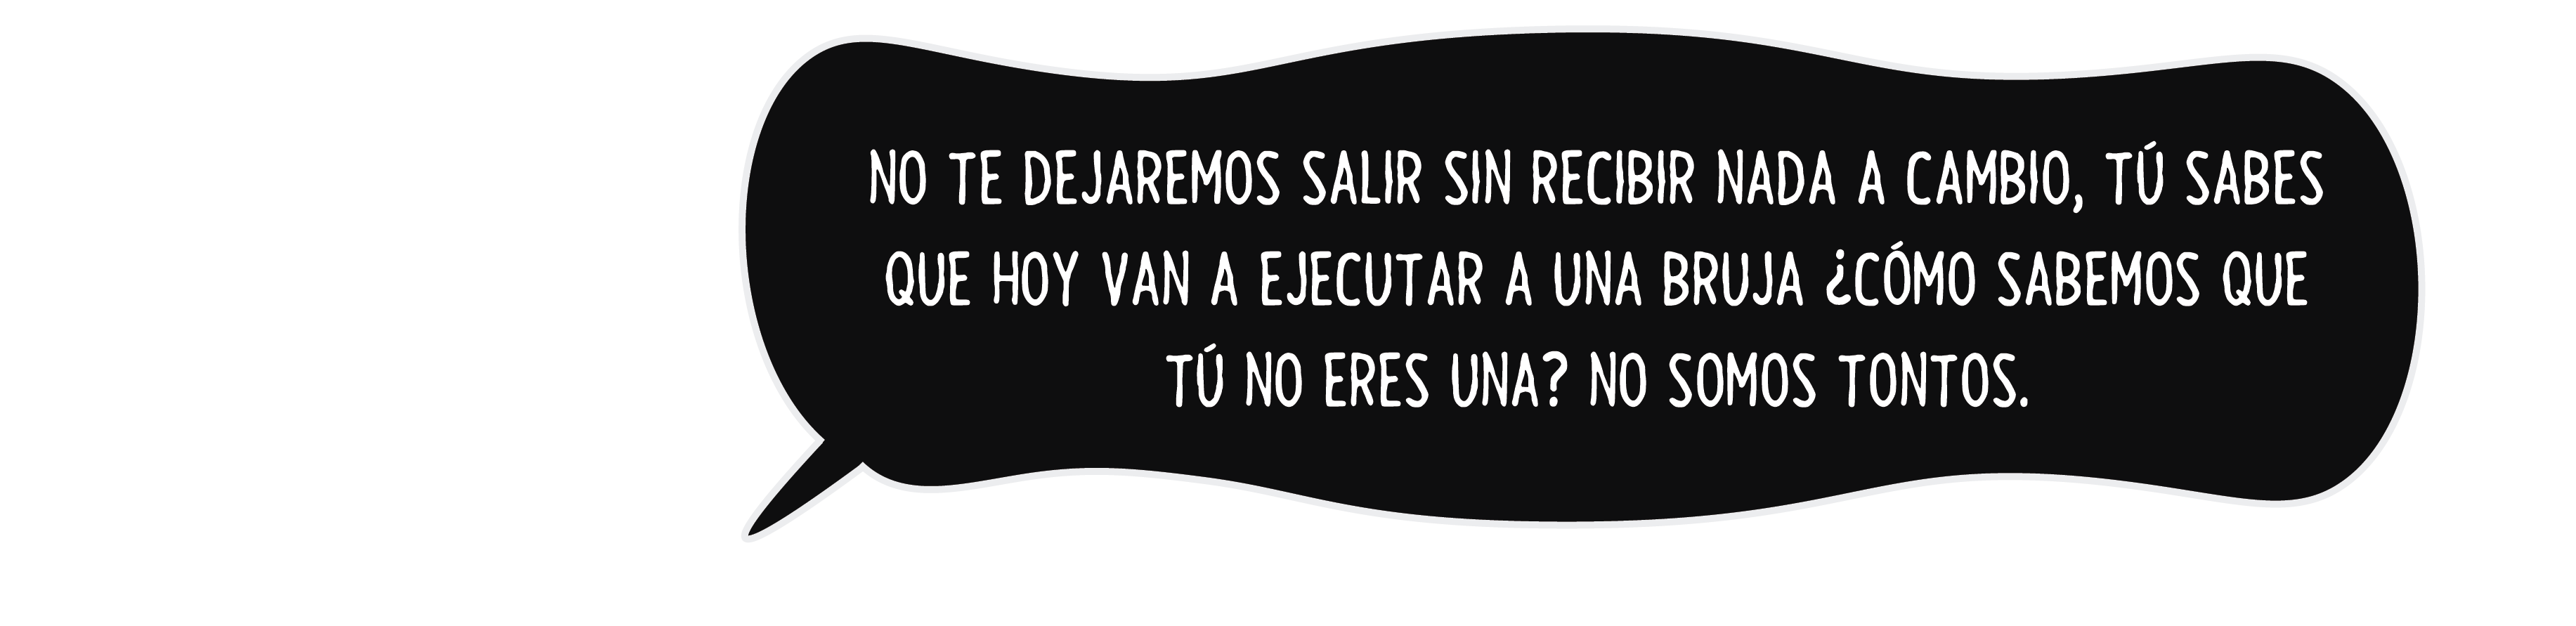 NO TE DEJAREMOS SALIR SIN RECIBIR NADA A CAMBIO, TÚ SABES
QUE HOY VAN A EJECUTAR A UNA BRUJA ¿CÓMO SABEMOS QUE
TÚ NO ERES UNA? NO SOMOS TONTOS.